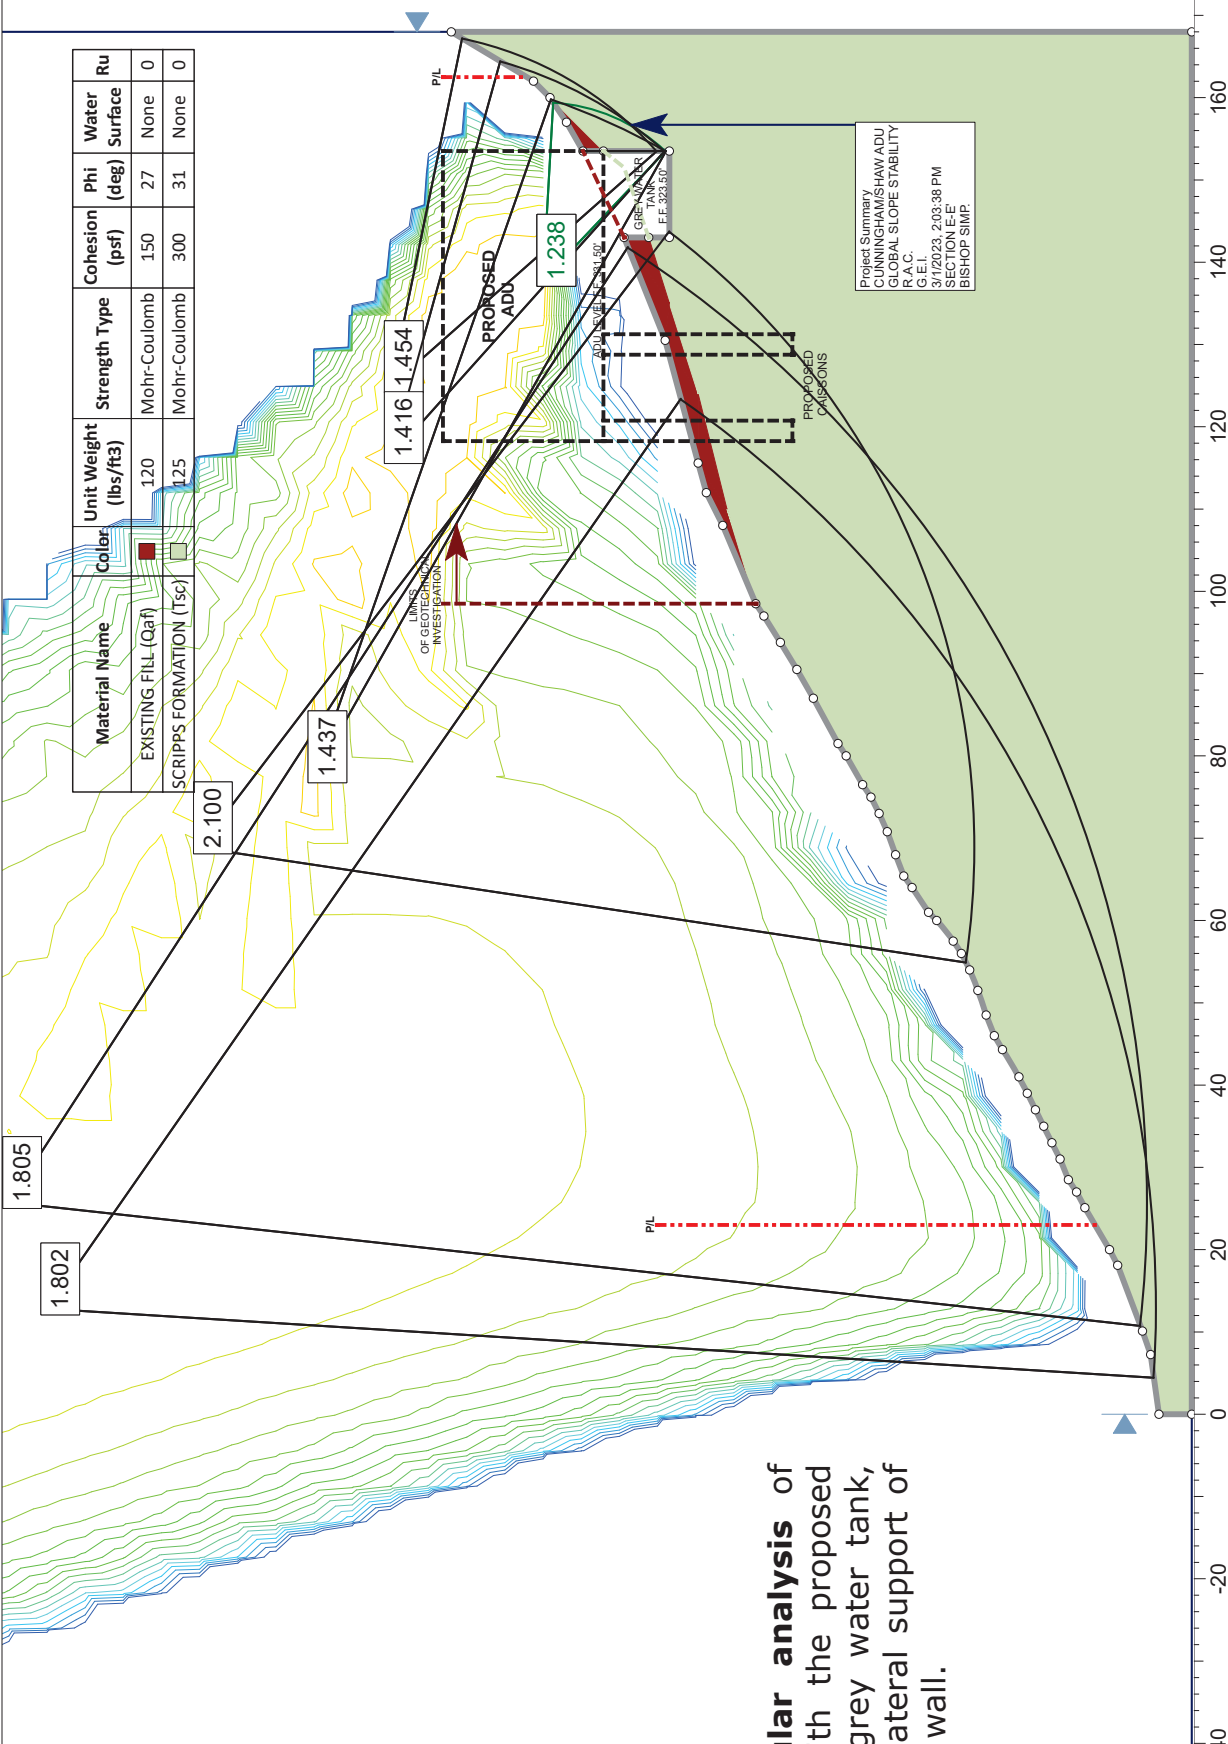 Material Name Color Unit Weight (lbs/ft3) Strength Type Cohesion (psf) Phi (deg) Water Surface Ru
EXISTING FILL (Qaf) 120 Mohr-Coulomb 150 27 None 0
SCRIPPS FORMATION (Tsc) 125 Mohr-Coulomb 300 31 None 0
1.805
1.802
2.100
1.437
1.416
1.454
1.238
P/L
P/L
LIMITS
OF GEOTECHNICAL
INVESTIGATION
PROPOSED
ADU
ADU LEVEL F.F. 331.50'
GREY WATER
TANK
F.F. 323.50'
PROPOSED
CAISSONS
Project Summary
CUNNINGHAM/SHAW ADU
GLOBAL SLOPE STABILITY
R.A.C.
G.E.I.
3/1/2023, 2:03:38 PM
SECTION E-E'
BISHOP SIMP.
lar analysis of
th the proposed
grey water tank,
ateral support of
wall.
-20 0 20 40 60 80 100 120 140 160